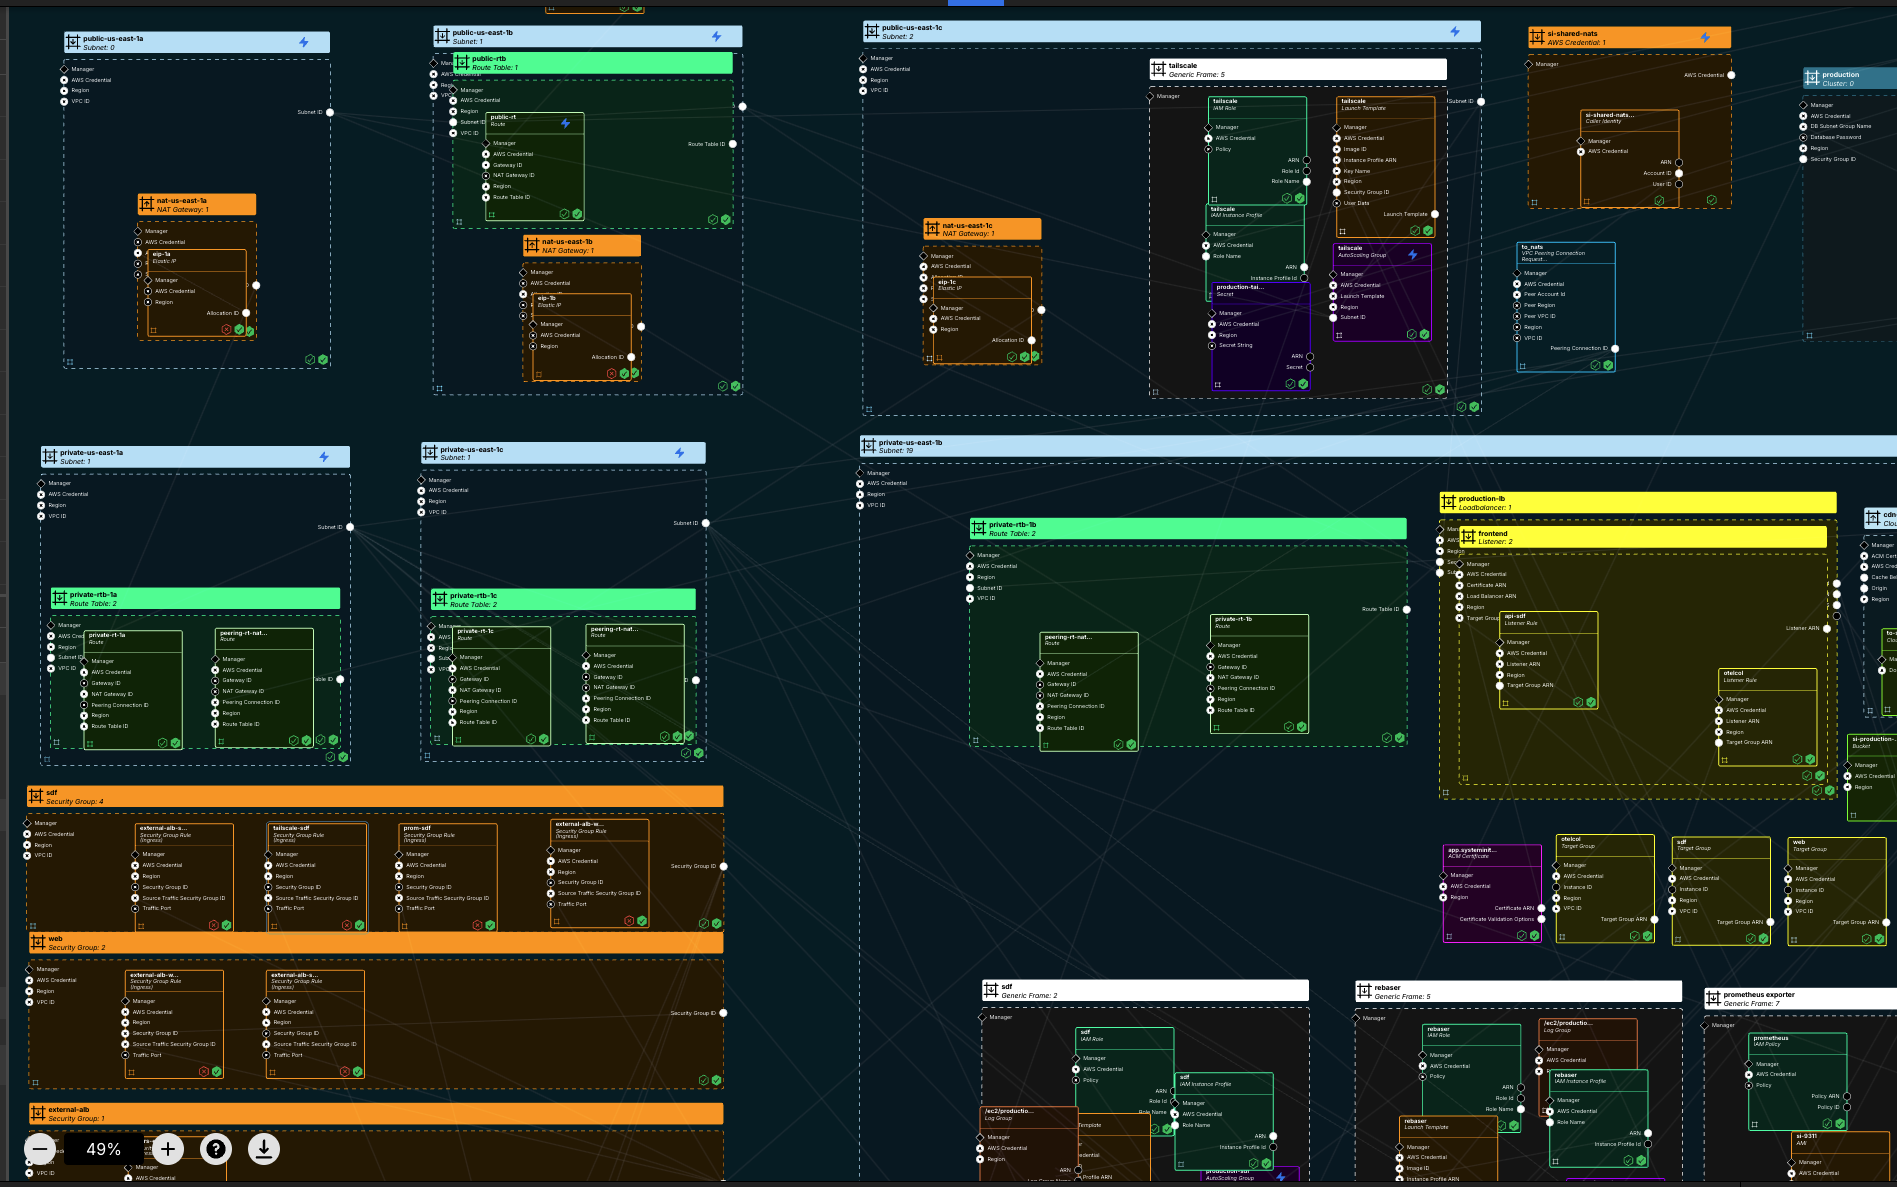 public-us-east-1a
Subnet: 0
Manager
AWS Credential
Region
VPC ID
Subnet ID
nat-us-east-1a
NAT Gateway: 1
Manager
AWS Credential
eip-1a
Elastic IP
Manager
AWS Credential
Region
Allocation ID
public-us-east-1b
Subnet: 1
public-rtb
Route Table: 1
Manager
AWS Credential
Region
Subnet ID
VPC ID
Route Table ID
public-rt
Route
Manager
AWS Credential
Gateway ID
NAT Gateway ID
Region
Route Table ID
nat-us-east-1b
NAT Gateway: 1
Manager
AWS Credential
eip-1b
Elastic IP
Manager
AWS Credential
Region
Allocation ID
public-us-east-1c
Subnet: 2
Manager
AWS Credential
Region
VPC ID
Subnet ID
nat-us-east-1c
NAT Gateway: 1
Manager
AWS Credential
eip-1c
Elastic IP
Manager
AWS Credential
Region
Allocation ID
tailscale
Generic Frame: 5
Manager
tailscale
IAM Role
Manager
AWS Credential
Policy
ARN
Role Id
Role Name
tailscale
IAM Instance Profile
Manager
AWS Credential
Role Name
ARN
Instance Profile Id
production-tai...
Secret
Manager
AWS Credential
Region
Secret String
ARN
Secret
tailscale
Launch Template
Manager
AWS Credential
Image ID
Instance Profile ARN
Key Name
Region
Security Group ID
User Data
Launch Template
tailscale
AutoScaling Group
Manager
AWS Credential
Launch Template
Region
Subnet ID
si-shared-nats
AWS Credential: 1
Manager
AWS Credential
si-shared-nats...
Caller Identity
Manager
AWS Credential
ARN
Account ID
User ID
to_nats
VPC Peering Connection
Request...
Manager
AWS Credential
Peer Account Id
Peer Region
Peer VPC ID
Region
VPC ID
Peering Connection ID
production
Cluster: 0
Manager
AWS Credential
DB Subnet Group Name
Database Password
Region
Security Group ID
private-us-east-1a
Subnet: 1
Manager
AWS Credential
Region
VPC ID
Subnet ID
private-rtb-1a
Route Table: 2
Manager
AWS Cred
Region
Subnet ID
VPC ID
private-rt-1a
Route
Manager
AWS Credential
Gateway ID
NAT Gateway ID
Peering Connection ID
Region
Route Table ID
peering-rt-nat...
Route
Manager
AWS Credential
Gateway ID
NAT Gateway ID
Peering Connection ID
Region
Route Table ID
able ID
private-us-east-1c
Subnet: 1
Manager
AWS Credential
Region
VPC ID
Subnet ID
private-rtb-1c
Route Table: 2
Manager
AWS
private-rt-1c
Route
Manager
AWS Credential
Gateway ID
NAT Gateway ID
Peering Connection ID
Region
Route Table ID
peering-rt-nat...
Route
Manager
AWS Credential
Gateway ID
NAT Gateway ID
Peering Connection ID
Region
Route Table ID
private-us-east-1b
Subnet: 19
Manager
AWS Credential
Region
VPC ID
private-rtb-1b
Route Table: 2
Manager
AWS Credential
Region
Subnet ID
VPC ID
Route Table ID
peering-rt-nat...
Route
Manager
AWS Credential
Gateway ID
NAT Gateway ID
Peering Connection ID
Region
Route Table ID
private-rt-1b
Route
Manager
AWS Credential
Gateway ID
NAT Gateway ID
Peering Connection ID
Region
Route Table ID
production-lb
Loadbalancer: 1
frontend
Listener: 2
Manager
AWS Credential
Certificate ARN
Load Balancer ARN
Region
Target Group
Listener ARN
api-sdf
Listener Rule
Manager
AWS Credential
Listener ARN
Region
Target Group ARN
otelcol
Listener Rule
Manager
AWS Credential
Listener ARN
Region
Target Group ARN
cdn
Clou
Manager
ACM Cert
AWS Cred
Cache Be
Origin
Region
si-production-...
Bucket
Manager
AWS Credential
Region
app.systeminit...
ACM Certificate
Manager
AWS Credential
Region
Certificate ARN
Certificate Validation Options
otelcol
Target Group
Manager
AWS Credential
Instance ID
Region
VPC ID
Target Group ARN
sdf
Target Group
Manager
AWS Credential
Instance ID
Region
VPC ID
Target Group ARN
web
Target Group
Manager
AWS Credential
Instance ID
Region
VPC ID
Target Group ARN
sdf
Security Group: 4
Manager
AWS Credential
Region
VPC ID
Security Group ID
external-alb-s...
Security Group Rule
(Ingress)
Manager
AWS Credential
Region
Security Group ID
Source Traffic Security Group ID
Traffic Port
tailscale-sdf
Security Group Rule
(Ingress)
Manager
AWS Credential
Region
Security Group ID
Source Traffic Security Group ID
Traffic Port
prom-sdf
Security Group Rule
(Ingress)
Manager
AWS Credential
Region
Security Group ID
Source Traffic Security Group ID
Traffic Port
external-alb-w...
Security Group Rule
(Ingress)
Manager
AWS Credential
Region
Security Group ID
Source Traffic Security Group ID
Traffic Port
web
Security Group: 2
Manager
AWS Credential
Region
VPC ID
Security Group ID
external-alb-w...
Security Group Rule
(Ingress)
Manager
AWS Credential
Region
Security Group ID
Source Traffic Security Group ID
Traffic Port
external-alb-s...
Security Group Rule
(Ingress)
Manager
AWS Credential
Region
Security Group ID
Source Traffic Security Group ID
Traffic Port
external-alb
Security Group: 1
VPC ID
Manager
AWS Credential
49%
sdf
Generic Frame: 2
Manager
sdf
IAM Role
Manager
AWS Credential
Policy
ARN
Role Id
Role Name
sdf
IAM Instance Profile
Manager
AWS Credential
Role Name
ARN
Instance Profile Id
/ec2/productio...
Log Group
Manager
AWS Credential
Region
ARN
Template
edential
Profile ARN
production-sdf
AutoScaling Group
rebaser
Generic Frame: 5
Manager
rebaser
IAM Role
Manager
AWS Credential
Policy
ARN
Role Id
Role Name
/ec2/productio...
Log Group
Manager
AWS Credential
rebaser
IAM Instance Profile
Manager
AWS Credential
Role Name
ARN
Instance Profile Id
rebaser
Launch Template
Manager
AWS Credential
Image ID
prometheus exporter
Generic Frame: 7
Manager
prometheus
IAM Policy
Manager
AWS Credential
Policy
Policy ARN
Policy ID
si-9311
AMI
Manager
AWS Credential